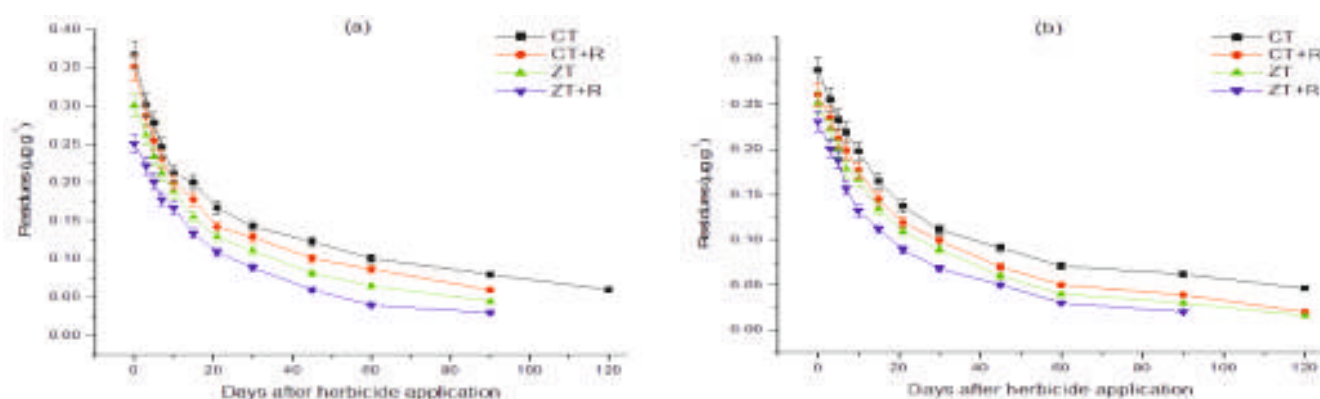 (a)
CT
CT+R
ZT
ZT+R
0.40
0.35
0.30
0.25
0.20
0.15
0.10
0.05
0.00
Residues(µg g⁻¹)
0 20 40 60 80 100 120
Days after herbicide application
(b)
CT
CT+R
ZT
ZT+R
0.30
0.25
0.20
0.15
0.10
0.05
0.00
Residues(µg g⁻¹)
0 20 40 60 80 100 120
Days after herbicide application